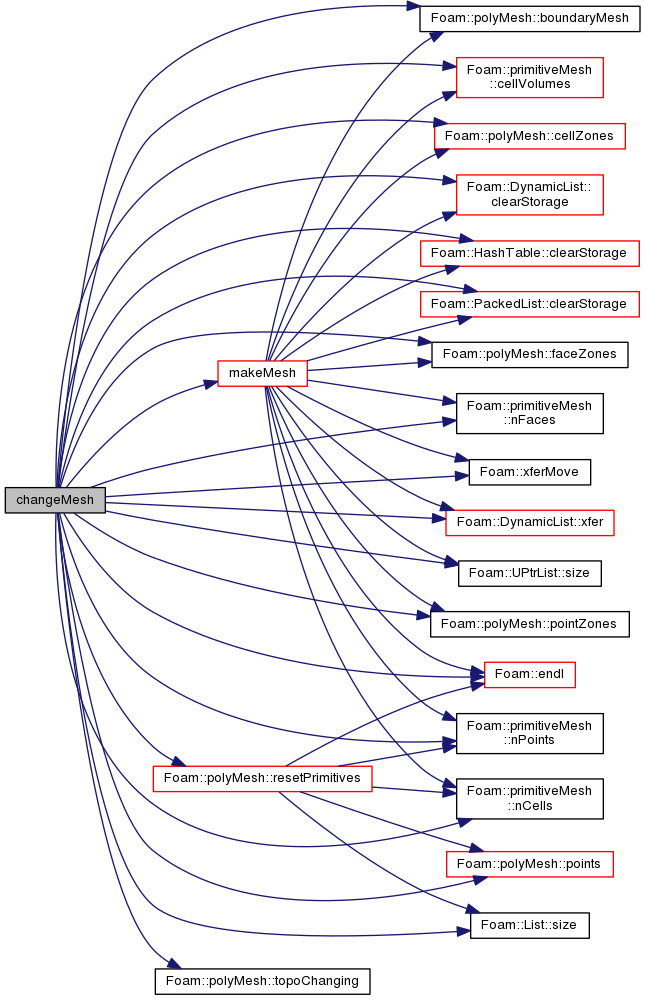 Foam::polyMesh::boundaryMesh
Foam::primitiveMesh
::cellVolumes
Foam::polyMesh::cellZones
Foam::DynamicList::
clearStorage
Foam::HashTable::clearStorage
Foam::PackedList::clearStorage
Foam::polyMesh::faceZones
makeMesh
Foam::primitiveMesh
::nFaces
Foam::xferMove
changeMesh
Foam::DynamicList::xfer
Foam::UPtrList::size
Foam::polyMesh::pointZones
Foam::endl
Foam::primitiveMesh
::nPoints
Foam::polyMesh::resetPrimitives
Foam::primitiveMesh
::nCells
Foam::polyMesh::points
Foam::List::size
Foam::polyMesh::topoChanging